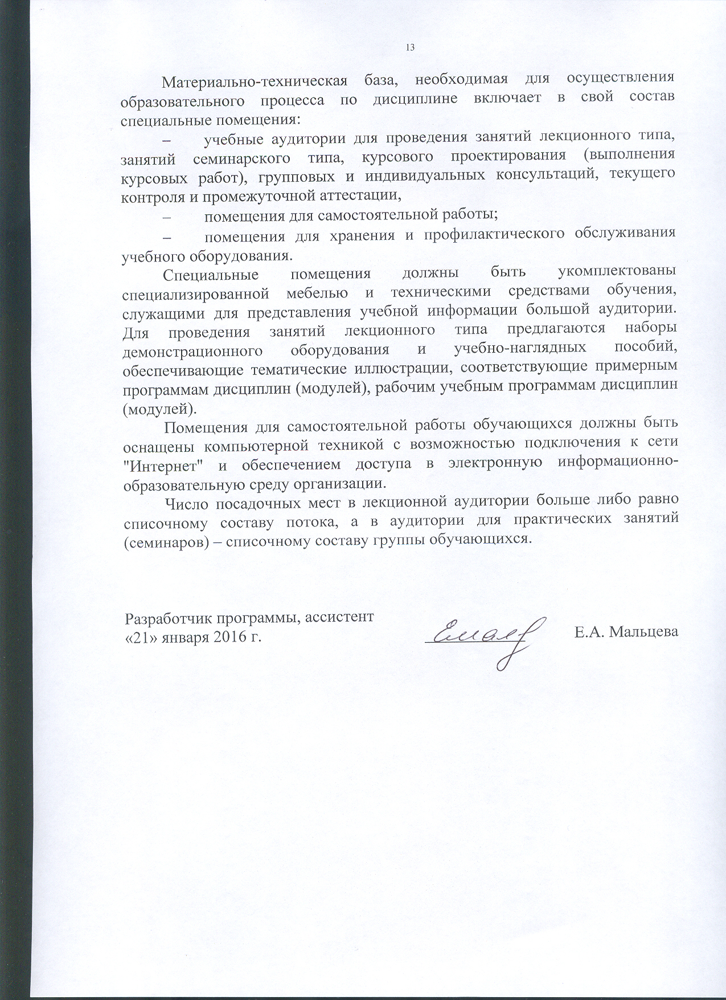 13
Материально-техническая база, необходимая для осуществления
образовательного процесса по дисциплине включает в свой состав
специальные помещения:
– учебные аудитории для проведения занятий лекционного типа,
занятий семинарского типа, курсового проектирования (выполнения
курсовых работ), групповых и индивидуальных консультаций, текущего
контроля и промежуточной аттестации,
– помещения для самостоятельной работы;
– помещения для хранения и профилактического обслуживания
учебного оборудования.
Специальные помещения должны быть укомплектованы
специализированной мебелью и техническими средствами обучения,
служащими для представления учебной информации большой аудитории.
Для проведения занятий лекционного типа предлагаются наборы
демонстрационного оборудования и учебно-наглядных пособий,
обеспечивающие тематические иллюстрации, соответствующие примерным
программам дисциплин (модулей), рабочим учебным программам дисциплин
(модулей).
Помещения для самостоятельной работы обучающихся должны быть
оснащены компьютерной техникой с возможностью подключения к сети
"Интернет" и обеспечением доступа в электронную информационно-
образовательную среду организации.
Число посадочных мест в лекционной аудитории больше либо равно
списочному составу потока, а в аудитории для практических занятий
(семинаров) – списочному составу группы обучающихся.
Разработчик программы, ассистент
«21» января 2016 г. Е.А. Мальцева